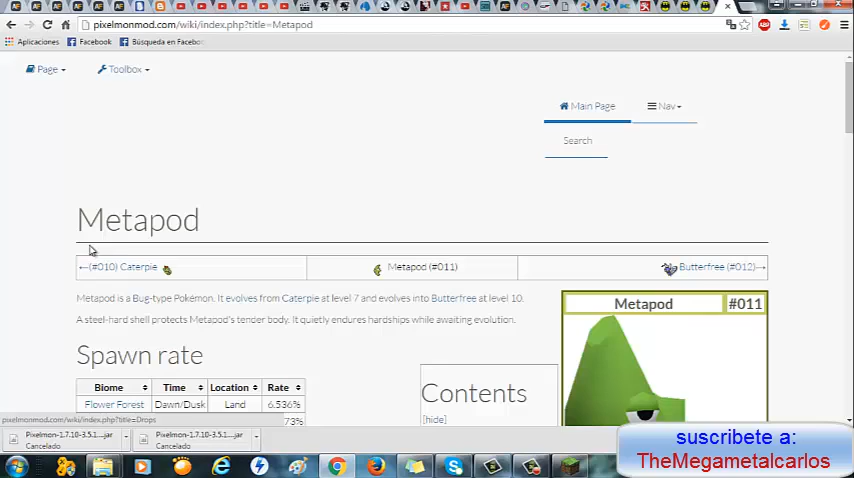 pixelmonmod.com/wiki/index.php?title=Metapod
Aplicaciones Facebook Búsqueda en Facebo
Page Toolbox
Main Page Nav
Search
Metapod
←(#010) Caterpie Metapod (#011) Butterfree (#012)→
Metapod is a Bug-type Pokémon. It evolves from Caterpie at level 7 and evolves into Butterfree at level 10.
A steel-hard shell protects Metapod's tender body. It quietly endures hardships while awaiting evolution.
Metapod #011
Spawn rate
Contents
[hide]
Biome Time Location Rate
Flower Forest Dawn/Dusk Land 6.536%
73%
pixelmonmod.com/wiki/index.php?title=Drops
Pixelmon-1.7.10-3.5.1....jar Pixelmon-1.7.10-3.5.1....jar
Cancelado Cancelado
suscribete a:
TheMegametalcarlos